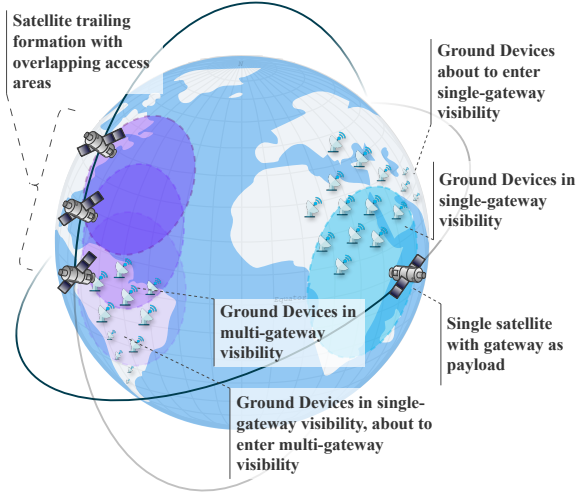 Satellite trailing
formation with
overlapping access
areas
Ground Devices
about to enter
single-gateway
visibility
Ground Devices in
single-gateway
visibility
Ground Devices in
multi-gateway
visibility
Single satellite
with gateway as
payload
Ground Devices in single-
gateway visibility, about to
enter multi-gateway
visibility